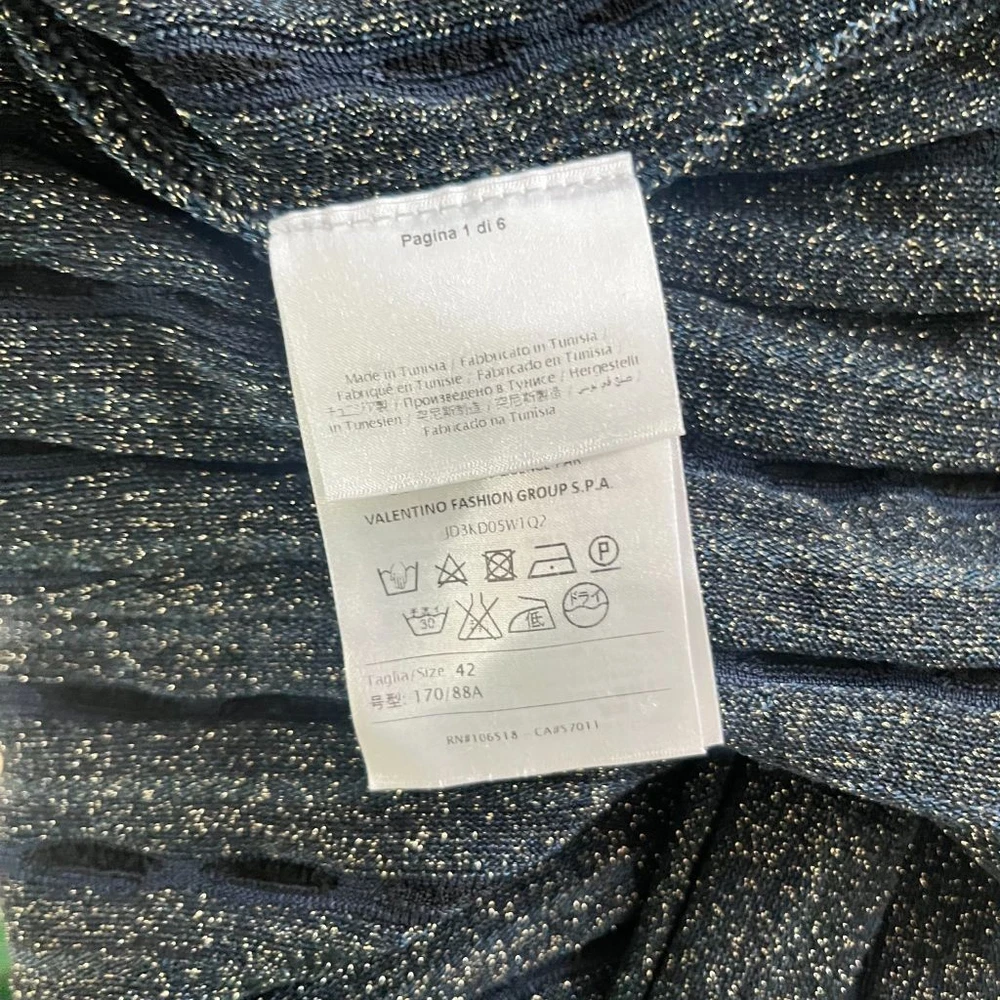 Pagina 1 di 6
Made in Tunisia / Fabbricato in Tunisia /
Fabriqué en Tunisie / Fabricado en Tunisia
チュニジア製 / Произведено в Тунисе / Hergestellt
in Tunesien / 突尼斯制造 / 突尼斯製造 /
Fabricado na Tunisia
VALENTINO FASHION GROUP S.P.A.
JD3KD05W1Q2
P
30 低 ドライ
Taglia/Size 42
号型: 170/88A
RN#106518 CA#57011